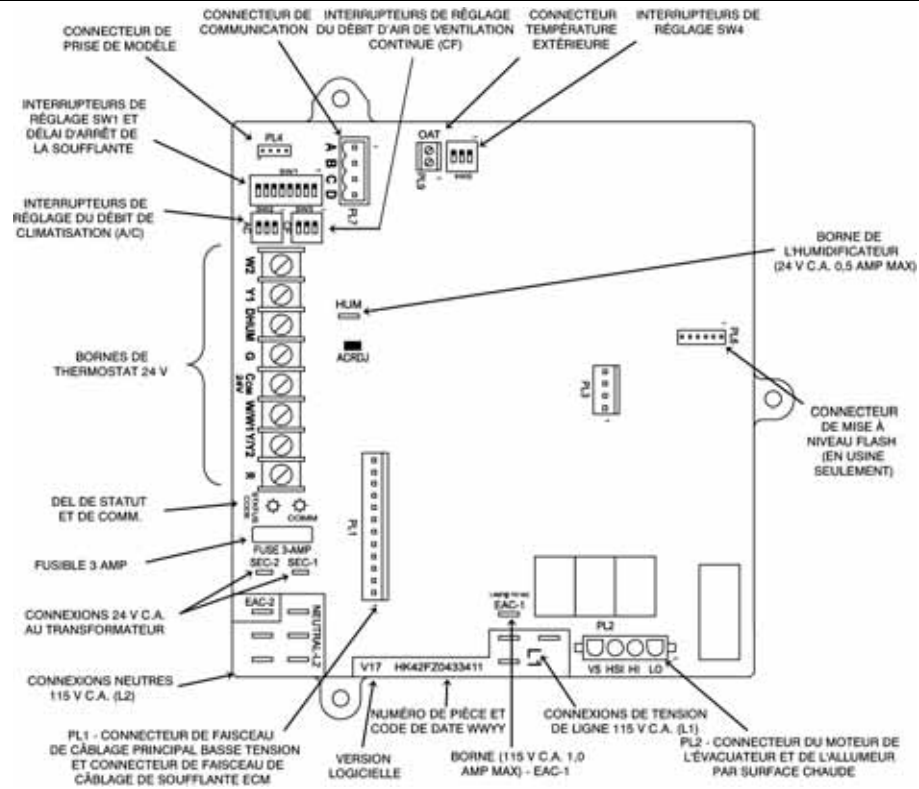 CONNECTEUR DE
PRISE DE MODÈLE
CONNECTEUR DE
COMMUNICATION
INTERRUPTEURS DE RÉGLAGE
DU DÉBIT D'AIR DE VENTILATION
CONTINUE (CF)
CONNECTEUR
TEMPÉRATURE
EXTÉRIEURE
INTERRUPTEURS DE
RÉGLAGE SW4
INTERRUPTEURS DE
RÉGLAGE SW1 ET
DÉLAI D'ARRÊT DE
LA SOUFFLANTE
INTERRUPTEURS DE
RÉGLAGE DU DÉBIT DE
CLIMATISATION (A/C)
PL4
SW1
SW2
SW3
AC
CF
A
B
C
D
PL7
OAT
PL9
SW4
BORNE DE
L'HUMIDIFICATEUR
(24 V C.A. 0,5 AMP MAX)
BORNES DE
THERMOSTAT 24 V
W2
Y1
DHUM
G
COM
24V
W/W1
Y/Y2
R
HUM
ACRDJ
PL6
PL3
CONNECTEUR
DE MISE À
NIVEAU FLASH
(EN USINE
SEULEMENT)
DEL DE STATUT
ET DE COMM.
STATUS
CODE
COMM
PL1
FUSIBLE 3 AMP
FUSE 3-AMP
SEC-2
SEC-1
CONNEXIONS 24 V C.A.
AU TRANSFORMATEUR
EAC-2
NEUTRAL-L2
EAC-1
L1
PL2
VS HSI HI LO
CONNEXIONS NEUTRES
115 V C.A. (L2)
V17 HK42FZ0433411
PL1 - CONNECTEUR DE FAISCEAU
DE CÂBLAGE PRINCIPAL BASSE TENSION
ET CONNECTEUR DE FAISCEAU DE
CÂBLAGE DE SOUFFLANTE ECM
VERSION
LOGICIELLE
NUMÉRO DE PIÈCE ET
CODE DE DATE WWYY
BORNE (115 V C.A. 1,0
AMP MAX) - EAC-1
CONNEXIONS DE TENSION
DE LIGNE 115 V C.A. (L1)
PL2 - CONNECTEUR DU MOTEUR DE
L'ÉVACUATEUR ET DE L'ALLUMEUR
PAR SURFACE CHAUDE